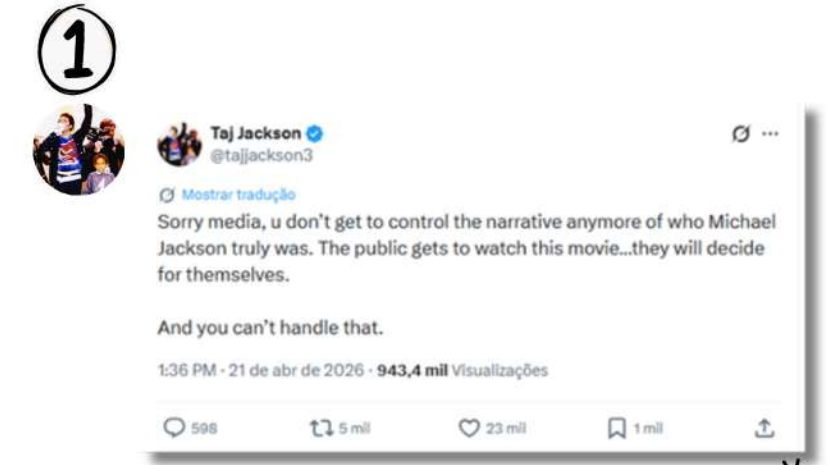 1
Taj Jackson
@tajjackson3
Mostrar tradução
Sorry media, u don’t get to control the narrative anymore of who Michael
Jackson truly was. The public gets to watch this movie...they will decide
for themselves.
And you can’t handle that.
1:36 PM · 21 de abr de 2026 · 943,4 mil Visualizações
598 5 mil 23 mil 1 mil